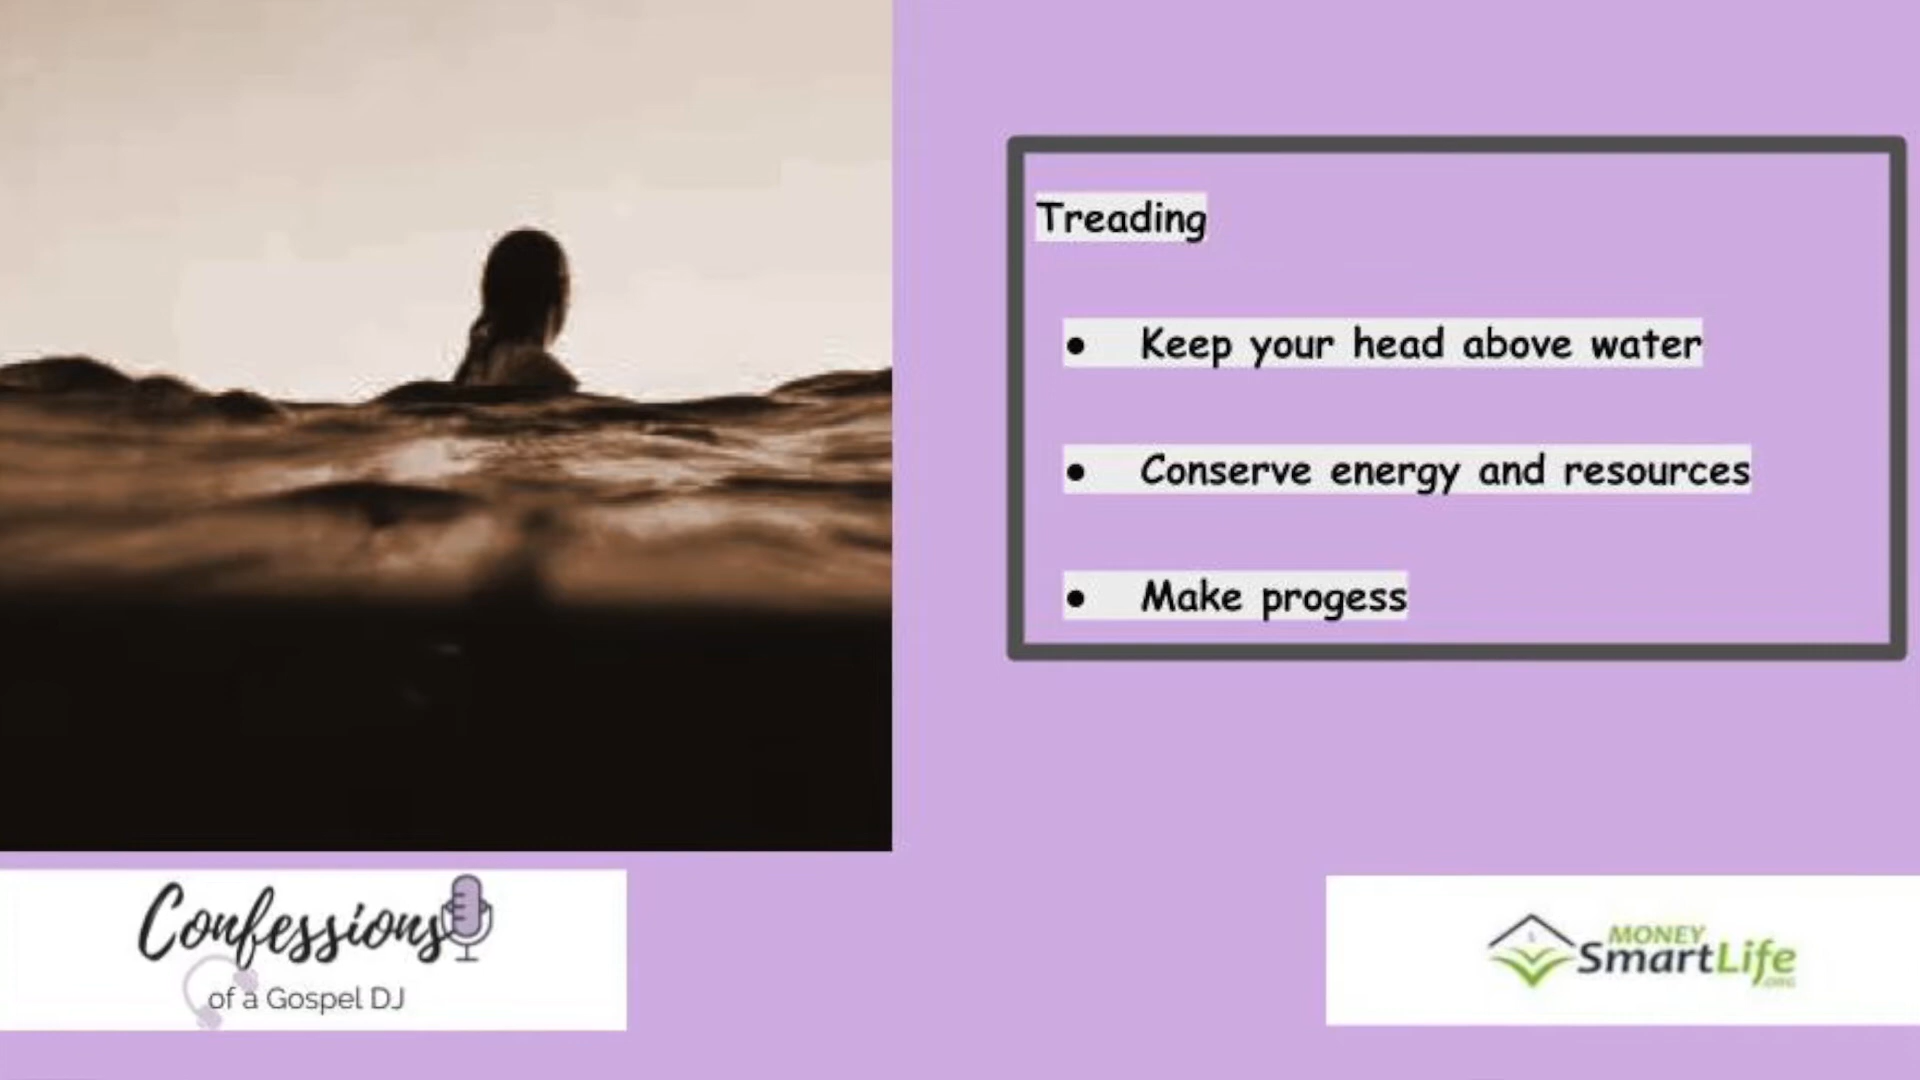 Treading
• Keep your head above water
• Conserve energy and resources
• Make progess
Confessions
of a Gospel DJ
MONEY
SmartLife
.ORG